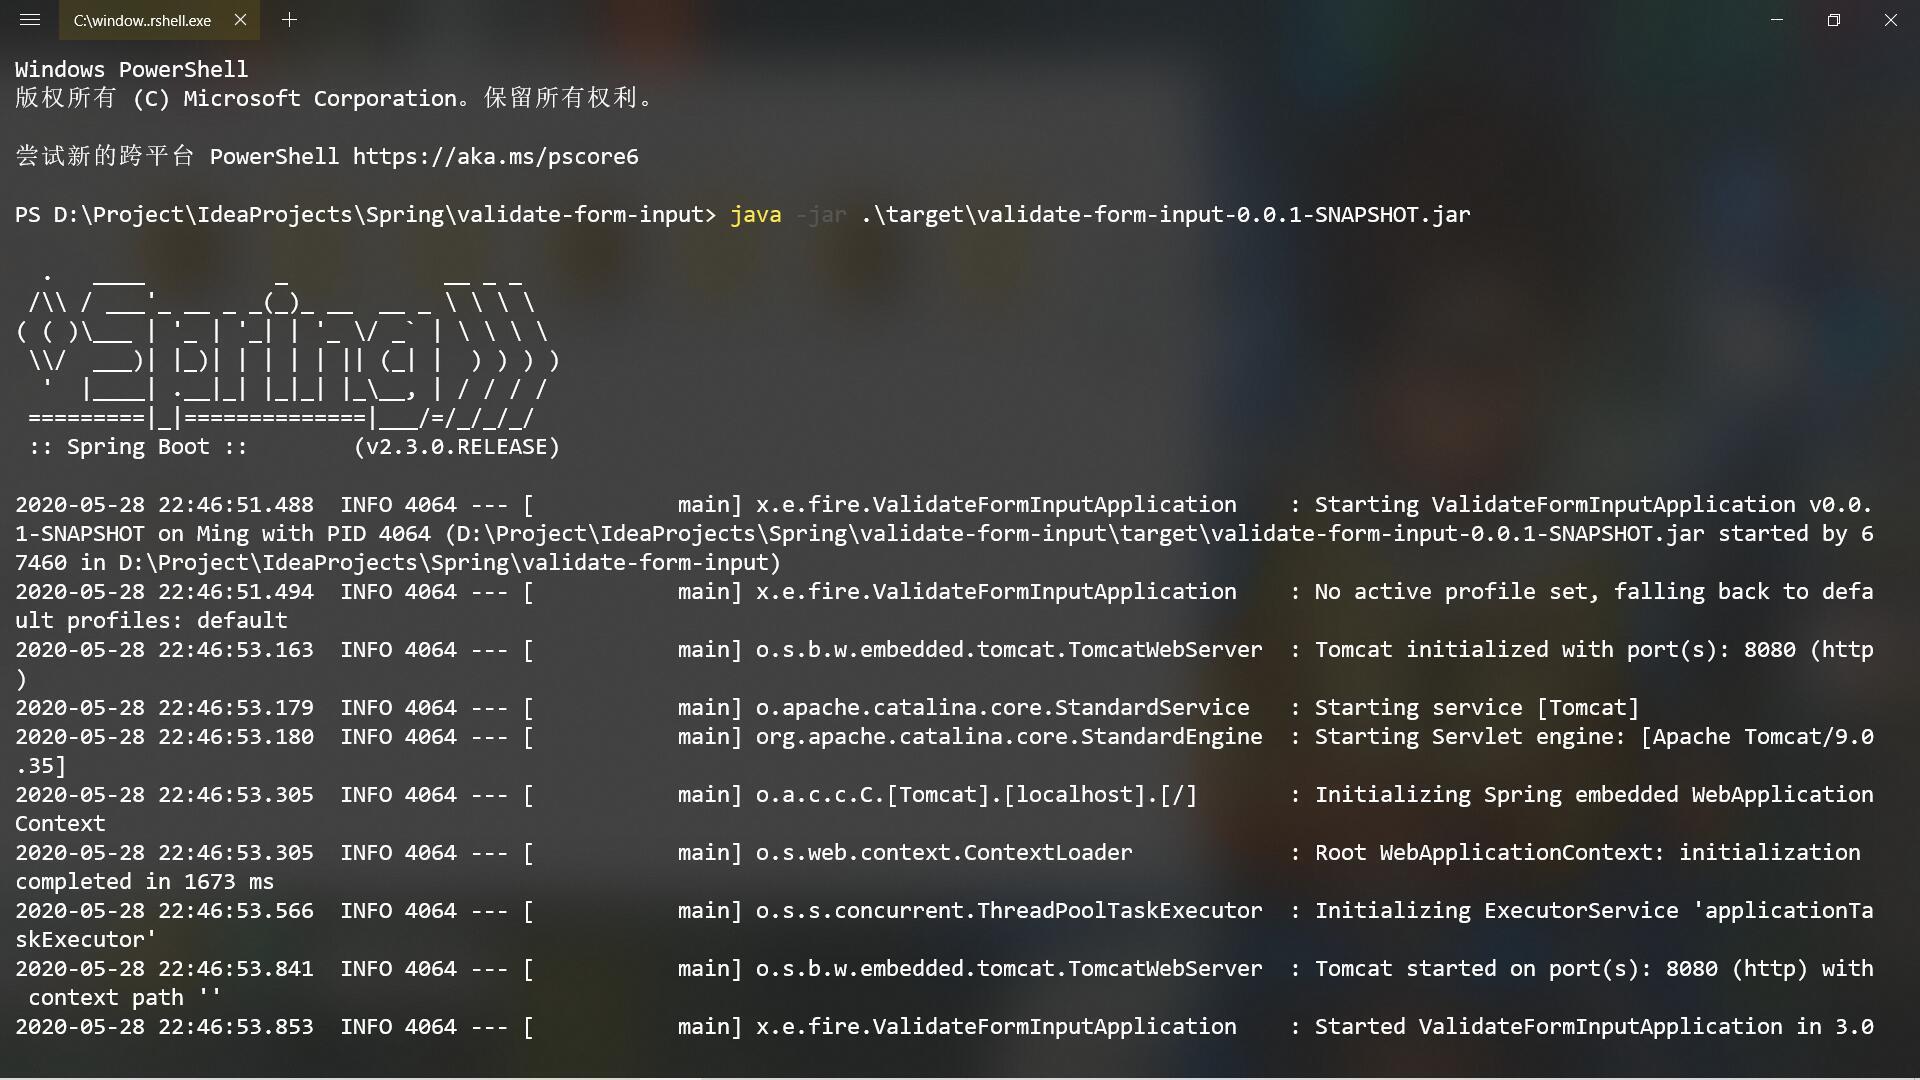 C:\window..rshell.exe
Windows PowerShell
版权所有 (C) Microsoft Corporation。保留所有权利。
尝试新的跨平台 PowerShell https://aka.ms/pscore6
PS D:\Project\IdeaProjects\Spring\validate-form-input> java -jar .\target\validate-form-input-0.0.1-SNAPSHOT.jar
  .   ____          _            __ _ _
 /\\ / ___'_ __ _ _(_)_ __  __ _ \ \ \ \
( ( )\___ | '_ | '_| | '_ \/ _` | \ \ \ \
 \\/  ___)| |_)| | | | | || (_| |  ) ) ) )
  '  |____| .__|_| |_|_| |_\__, | / / / /
 =========|_|==============|___/=/_/_/_/
 :: Spring Boot ::        (v2.3.0.RELEASE)
2020-05-28 22:46:51.488  INFO 4064 --- [           main] x.e.fire.ValidateFormInputApplication    : Starting ValidateFormInputApplication v0.0.
1-SNAPSHOT on Ming with PID 4064 (D:\Project\IdeaProjects\Spring\validate-form-input\target\validate-form-input-0.0.1-SNAPSHOT.jar started by 6
7460 in D:\Project\IdeaProjects\Spring\validate-form-input)
2020-05-28 22:46:51.494  INFO 4064 --- [           main] x.e.fire.ValidateFormInputApplication    : No active profile set, falling back to defa
ult profiles: default
2020-05-28 22:46:53.163  INFO 4064 --- [           main] o.s.b.w.embedded.tomcat.TomcatWebServer  : Tomcat initialized with port(s): 8080 (http
)
2020-05-28 22:46:53.179  INFO 4064 --- [           main] o.apache.catalina.core.StandardService   : Starting service [Tomcat]
2020-05-28 22:46:53.180  INFO 4064 --- [           main] org.apache.catalina.core.StandardEngine  : Starting Servlet engine: [Apache Tomcat/9.0
.35]
2020-05-28 22:46:53.305  INFO 4064 --- [           main] o.a.c.c.C.[Tomcat].[localhost].[/]       : Initializing Spring embedded WebApplication
Context
2020-05-28 22:46:53.305  INFO 4064 --- [           main] o.s.web.context.ContextLoader            : Root WebApplicationContext: initialization
completed in 1673 ms
2020-05-28 22:46:53.566  INFO 4064 --- [           main] o.s.s.concurrent.ThreadPoolTaskExecutor  : Initializing ExecutorService 'applicationTa
skExecutor'
2020-05-28 22:46:53.841  INFO 4064 --- [           main] o.s.b.w.embedded.tomcat.TomcatWebServer  : Tomcat started on port(s): 8080 (http) with
 context path ''
2020-05-28 22:46:53.853  INFO 4064 --- [           main] x.e.fire.ValidateFormInputApplication    : Started ValidateFormInputApplication in 3.0